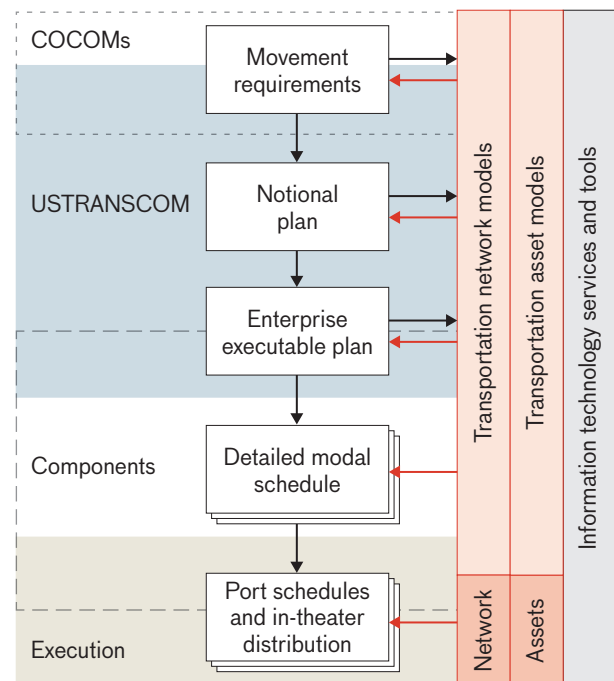 COCOMs
Movement
requirements
USTRANSCOM
Notional
plan
Enterprise
executable plan
Components
Detailed modal
schedule
Execution
Port schedules
and in-theater
distribution
Transportation network models
Transportation asset models
Network
Assets
Information technology services and tools